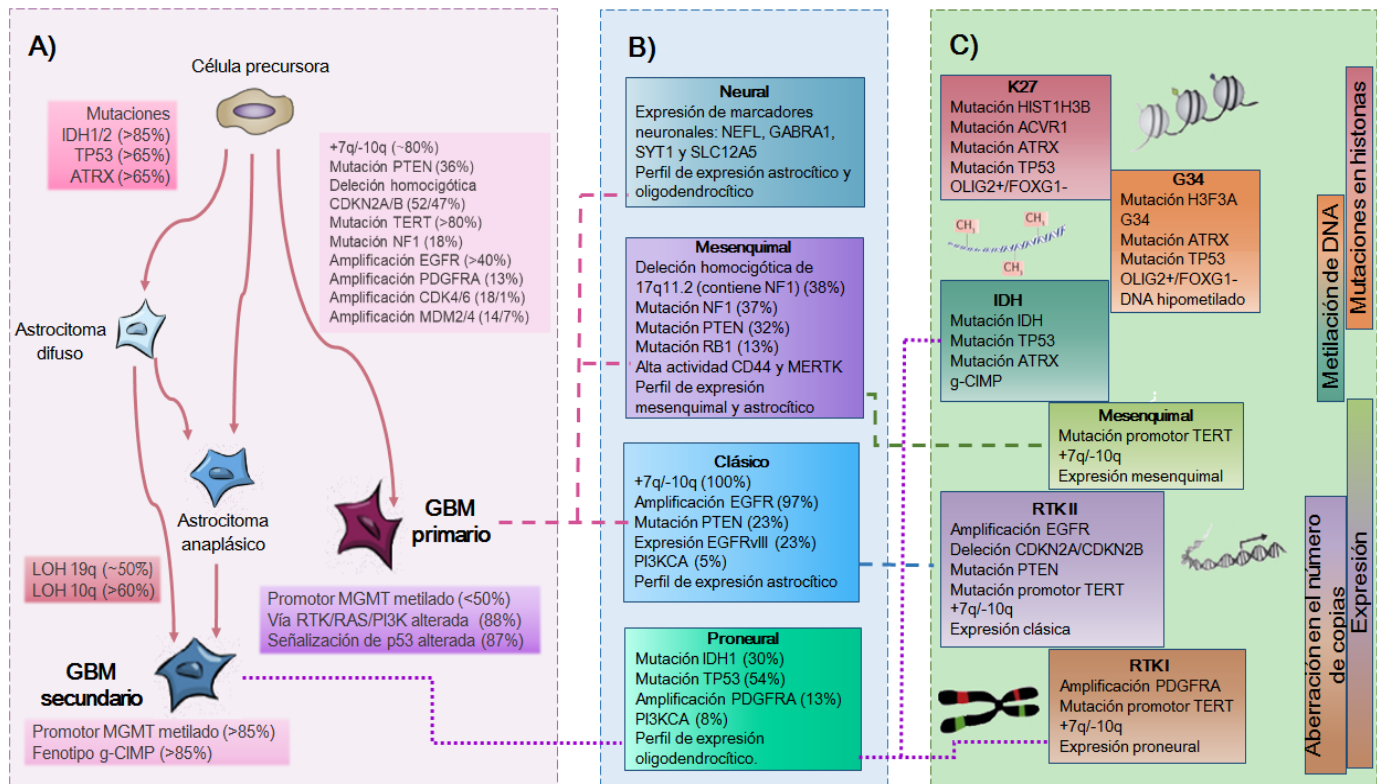 A)
Célula precursora
Mutaciones
IDH1/2 (>85%)
TP53 (>65%)
ATRX (>65%)
+7q/-10q (~80%)
Mutación PTEN (36%)
Deleción homocigótica
CDKN2A/B (52/47%)
Mutación TERT (>80%)
Mutación NF1 (18%)
Amplificación EGFR (>40%)
Amplificación PDGFRA (13%)
Amplificación CDK4/6 (18/1%)
Amplificación MDM2/4 (14/7%)
Astrocitoma
difuso
Astrocitoma
anaplásico
GBM
primario
LOH 19q (~50%)
LOH 10q (>60%)
Promotor MGMT metilado (<50%)
Vía RTK/RAS/PI3K alterada (88%)
Señalización de p53 alterada (87%)
GBM
secundario
Promotor MGMT metilado (>85%)
Fenotipo g-CIMP (>85%)
B)
Neural
Expresión de marcadores
neuronales: NEFL, GABRA1,
SYT1 y SLC12A5
Perfil de expresión astrocítico y
oligodendrocítico
Mesenquimal
Deleción homocigótica de
17q11.2 (contiene NF1) (38%)
Mutación NF1 (37%)
Mutación PTEN (32%)
Mutación RB1 (13%)
Alta actividad CD44 y MERTK
Perfil de expresión
mesenquimal y astrocítico
Clásico
+7q/-10q (100%)
Amplificación EGFR (97%)
Mutación PTEN (23%)
Expresión EGFRvIII (23%)
PI3KCA (5%)
Perfil de expresión astrocítico
Proneural
Mutación IDH1 (30%)
Mutación TP53 (54%)
Amplificación PDGFRA (13%)
PI3KCA (8%)
Perfil de expresión
oligodendrocítico.
C)
K27
Mutación HIST1H3B
Mutación ACVR1
Mutación ATRX
Mutación TP53
OLIG2+/FOXG1-
G34
Mutación H3F3A
G34
Mutación ATRX
Mutación TP53
OLIG2+/FOXG1-
DNA hipometilado
CH3
CH3
CH3
IDH
Mutación IDH
Mutación TP53
Mutación ATRX
g-CIMP
Mesenquimal
Mutación promotor TERT
+7q/-10q
Expresión mesenquimal
RTK II
Amplificación EGFR
Deleción CDKN2A/CDKN2B
Mutación PTEN
Mutación promotor TERT
+7q/-10q
Expresión clásica
RTK I
Amplificación PDGFRA
Mutación promotor TERT
+7q/-10q
Expresión proneural
Mutaciones en histonas
Metilación de DNA
Expresión
Aberración en el número
de copias